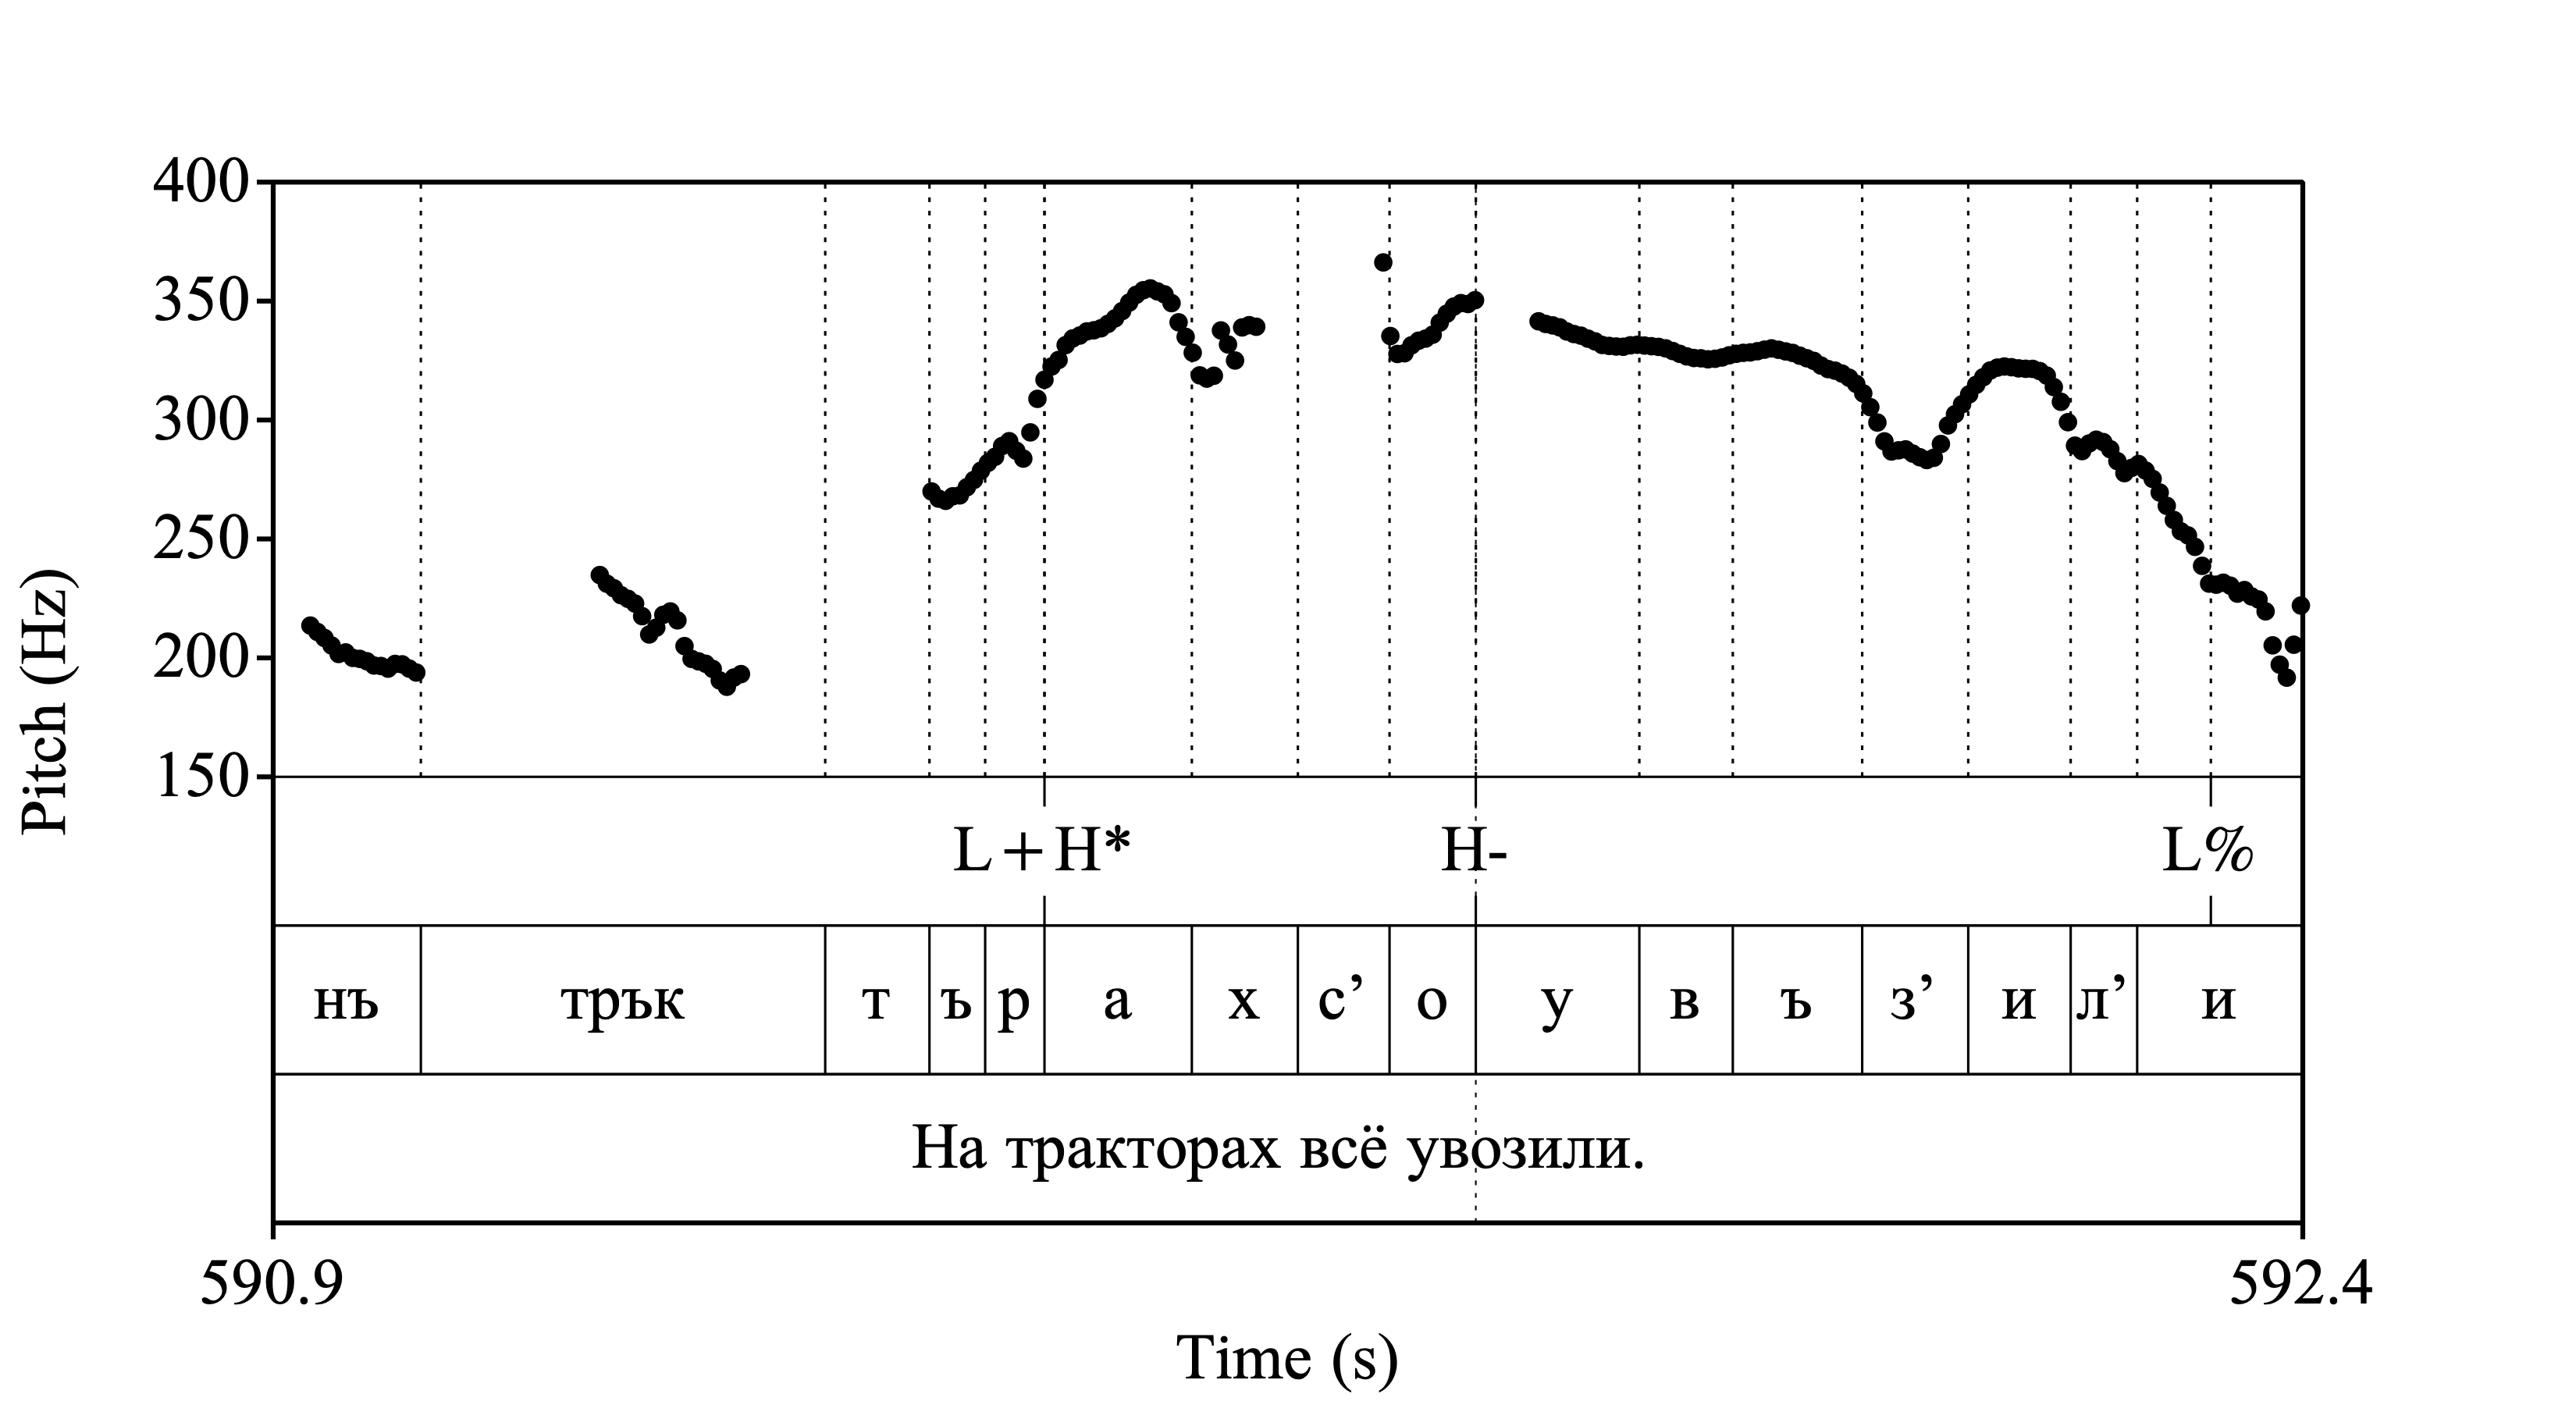 400
350
300
250
200
150
Pitch (Hz)
L+H* H- L%
нъ трък т ъ р а х с’ о у в ъ з’ и л’ и
На тракторах всё увозили.
590.9 592.4
Time (s)